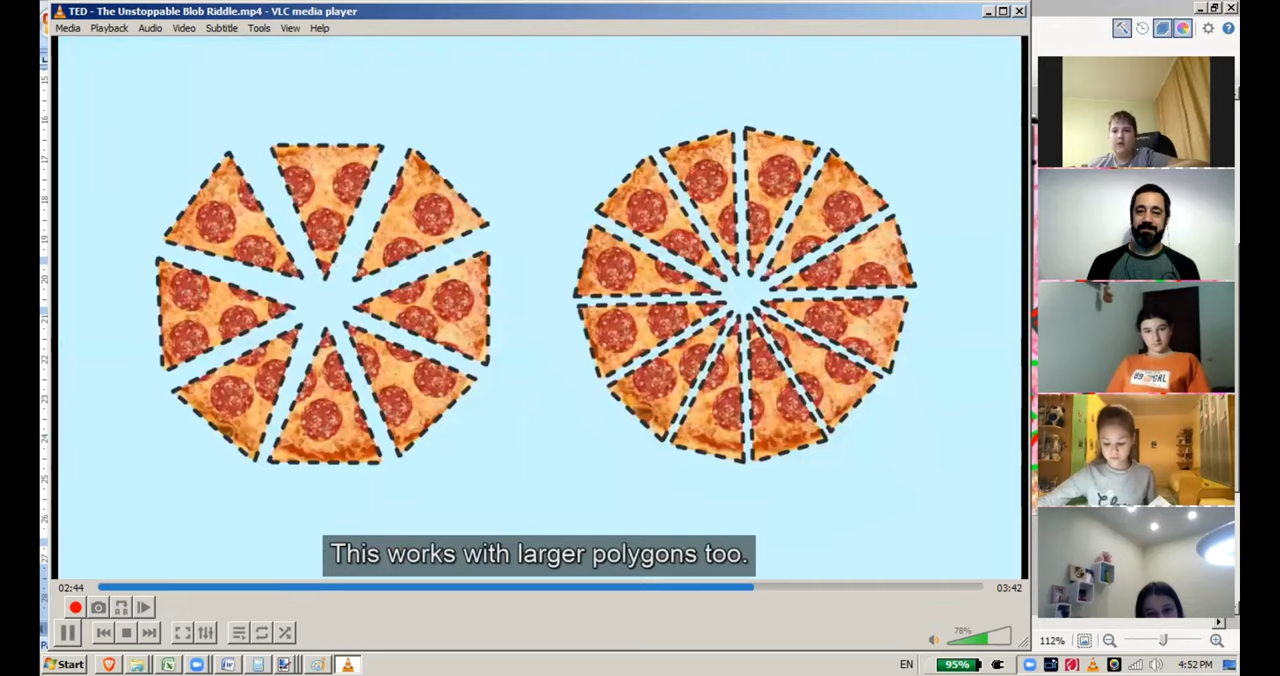 TED - The Unstoppable Blob Riddle.mp4 - VLC media player
Media Playback Audio Video Subtitle Tools View Help
This works with larger polygons too.
02:44
03:42
78%
112%
Start
EN
95%
4:52 PM